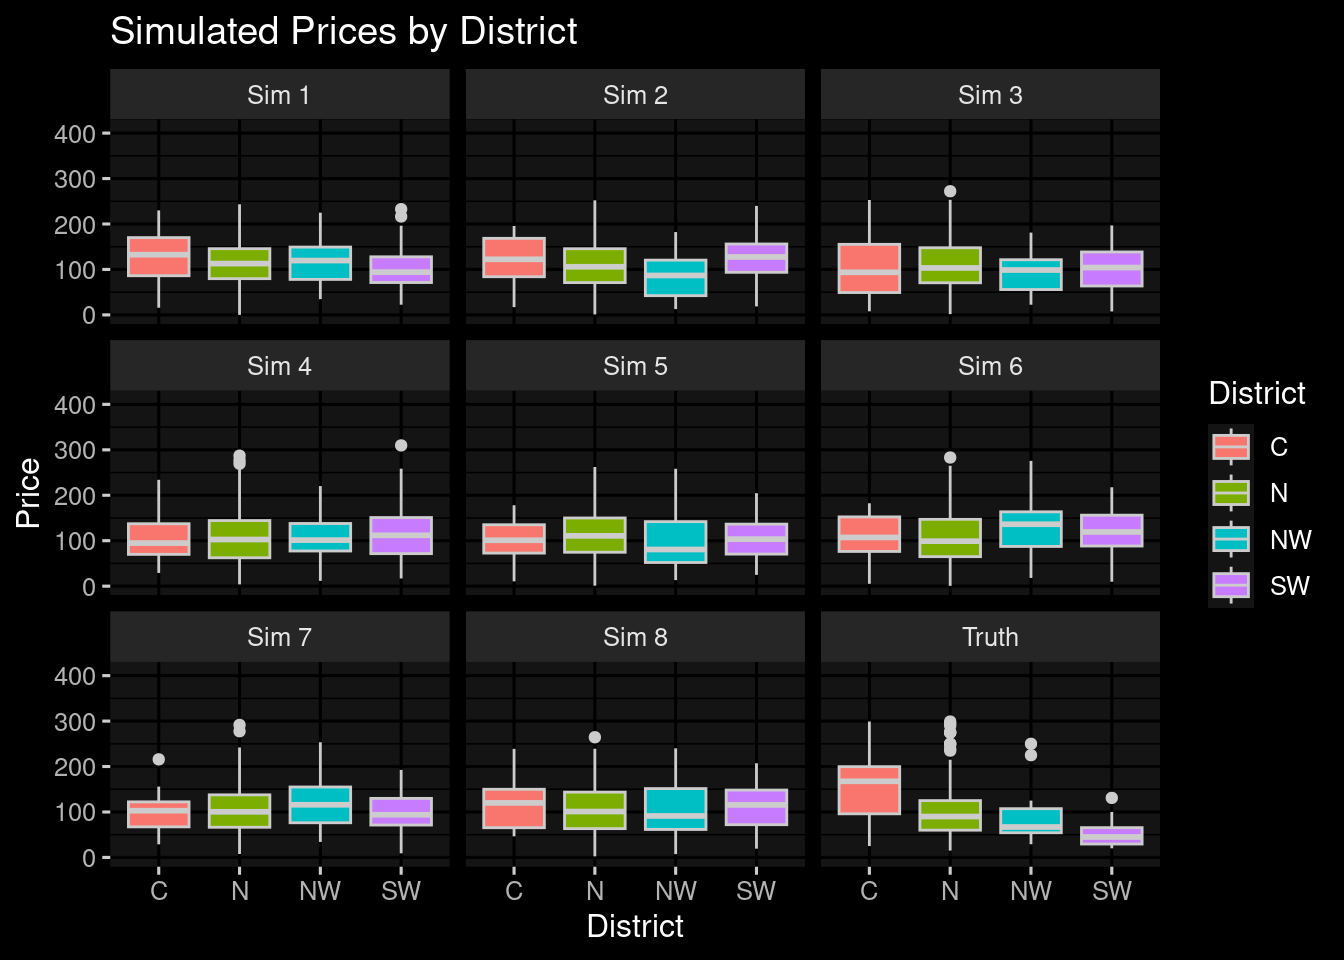 Simulated Prices by District
Sim 1
Sim 2
Sim 3
400
300
200
100
0
Sim 4
Sim 5
Sim 6
400
300
200
100
0
Sim 7
Sim 8
Truth
400
300
200
100
0
C N NW SW
C N NW SW
C N NW SW
District
Price
District
C
N
NW
SW